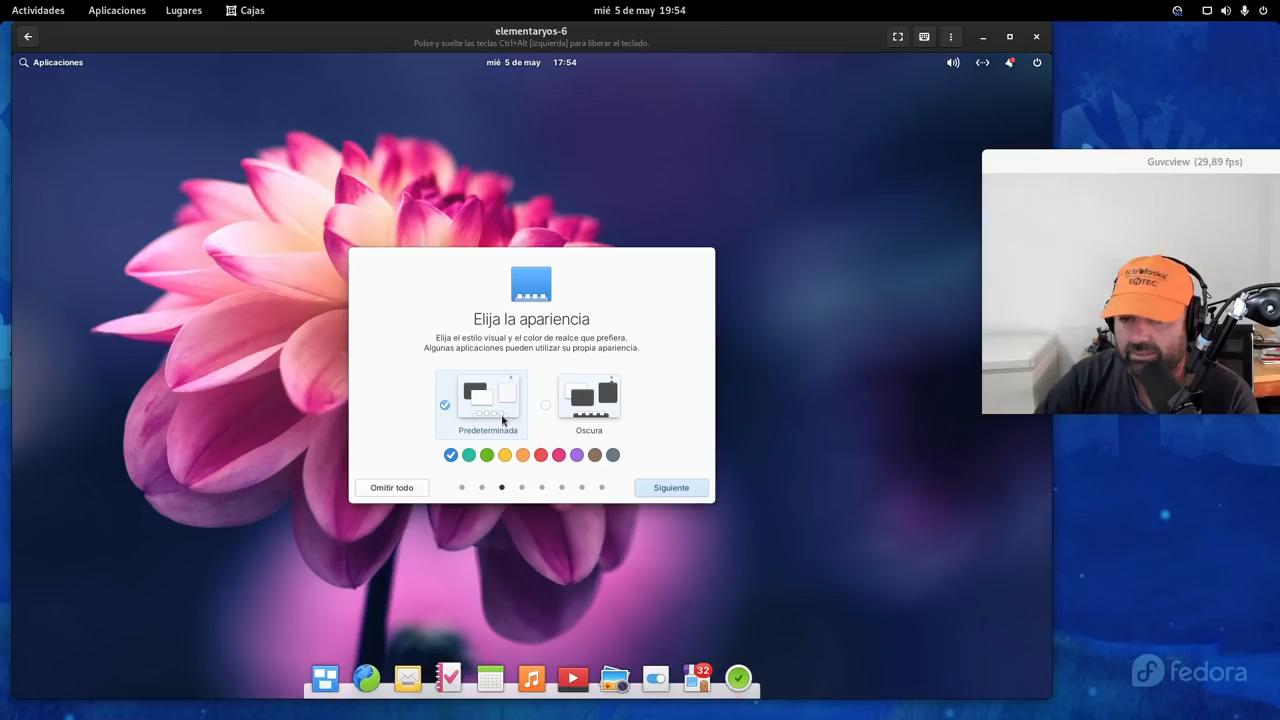 Actividades Aplicaciones Lugares Cajas mié 5 de may 19:54
elementaryos-6
Pulse y suelte las teclas Ctrl+Alt [izquierda] para liberar el teclado.
Aplicaciones mié 5 de may 17:54
Guvcview (29,89 fps)
ENTEC
Elija la apariencia
Elija el estilo visual y el color de realce que prefiera.
Algunas aplicaciones pueden utilizar su propia apariencia.
Predeterminada Oscura
Omitir todo Siguiente
32
fedora